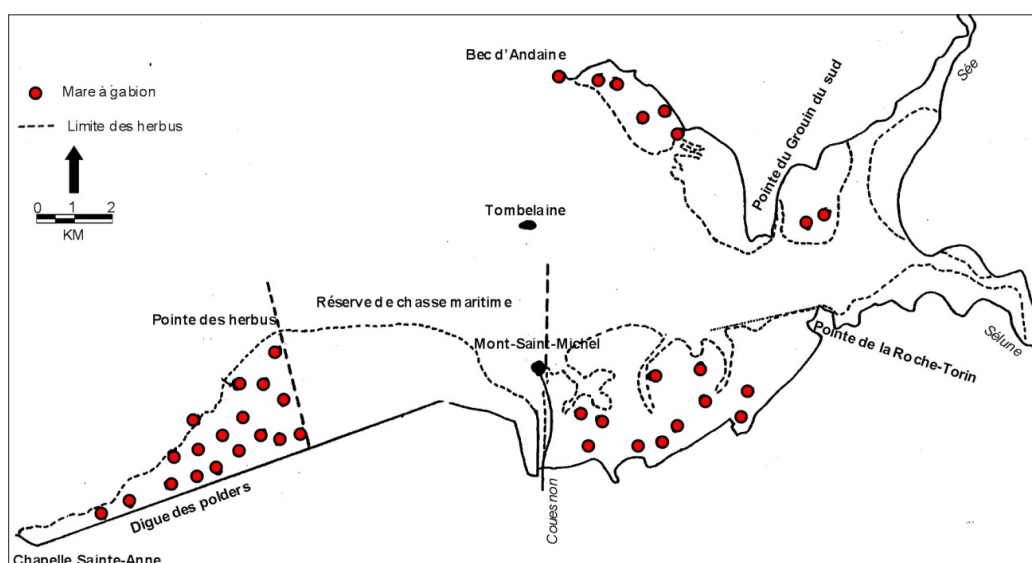 Bec d'Andaine
Sée
Mare à gabion
Limite des herbus
Pointe du Grouin du sud
0 1 2
KM
Tombelaine
Réserve de chasse maritime
Pointe des herbus
Mont-Saint-Michel
Pointe de la Roche-Torin
Sélune
Digue des polders
Couesnon
Chapelle Sainte-Anne